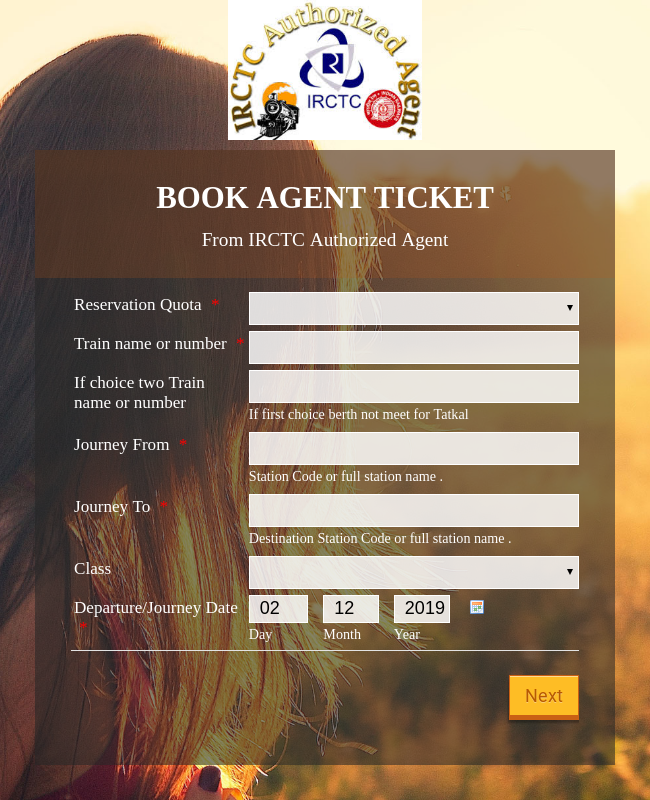 IRCTC Authorized Agent
IRCTC
BOOK AGENT TICKET
From IRCTC Authorized Agent
Reservation Quota *
Train name or number *
If choice two Train
name or number
If first choice berth not meet for Tatkal
Journey From *
Station Code or full station name .
Journey To *
Destination Station Code or full station name .
Class
Departure/Journey Date
*
02 12 2019
Day Month Year
Next